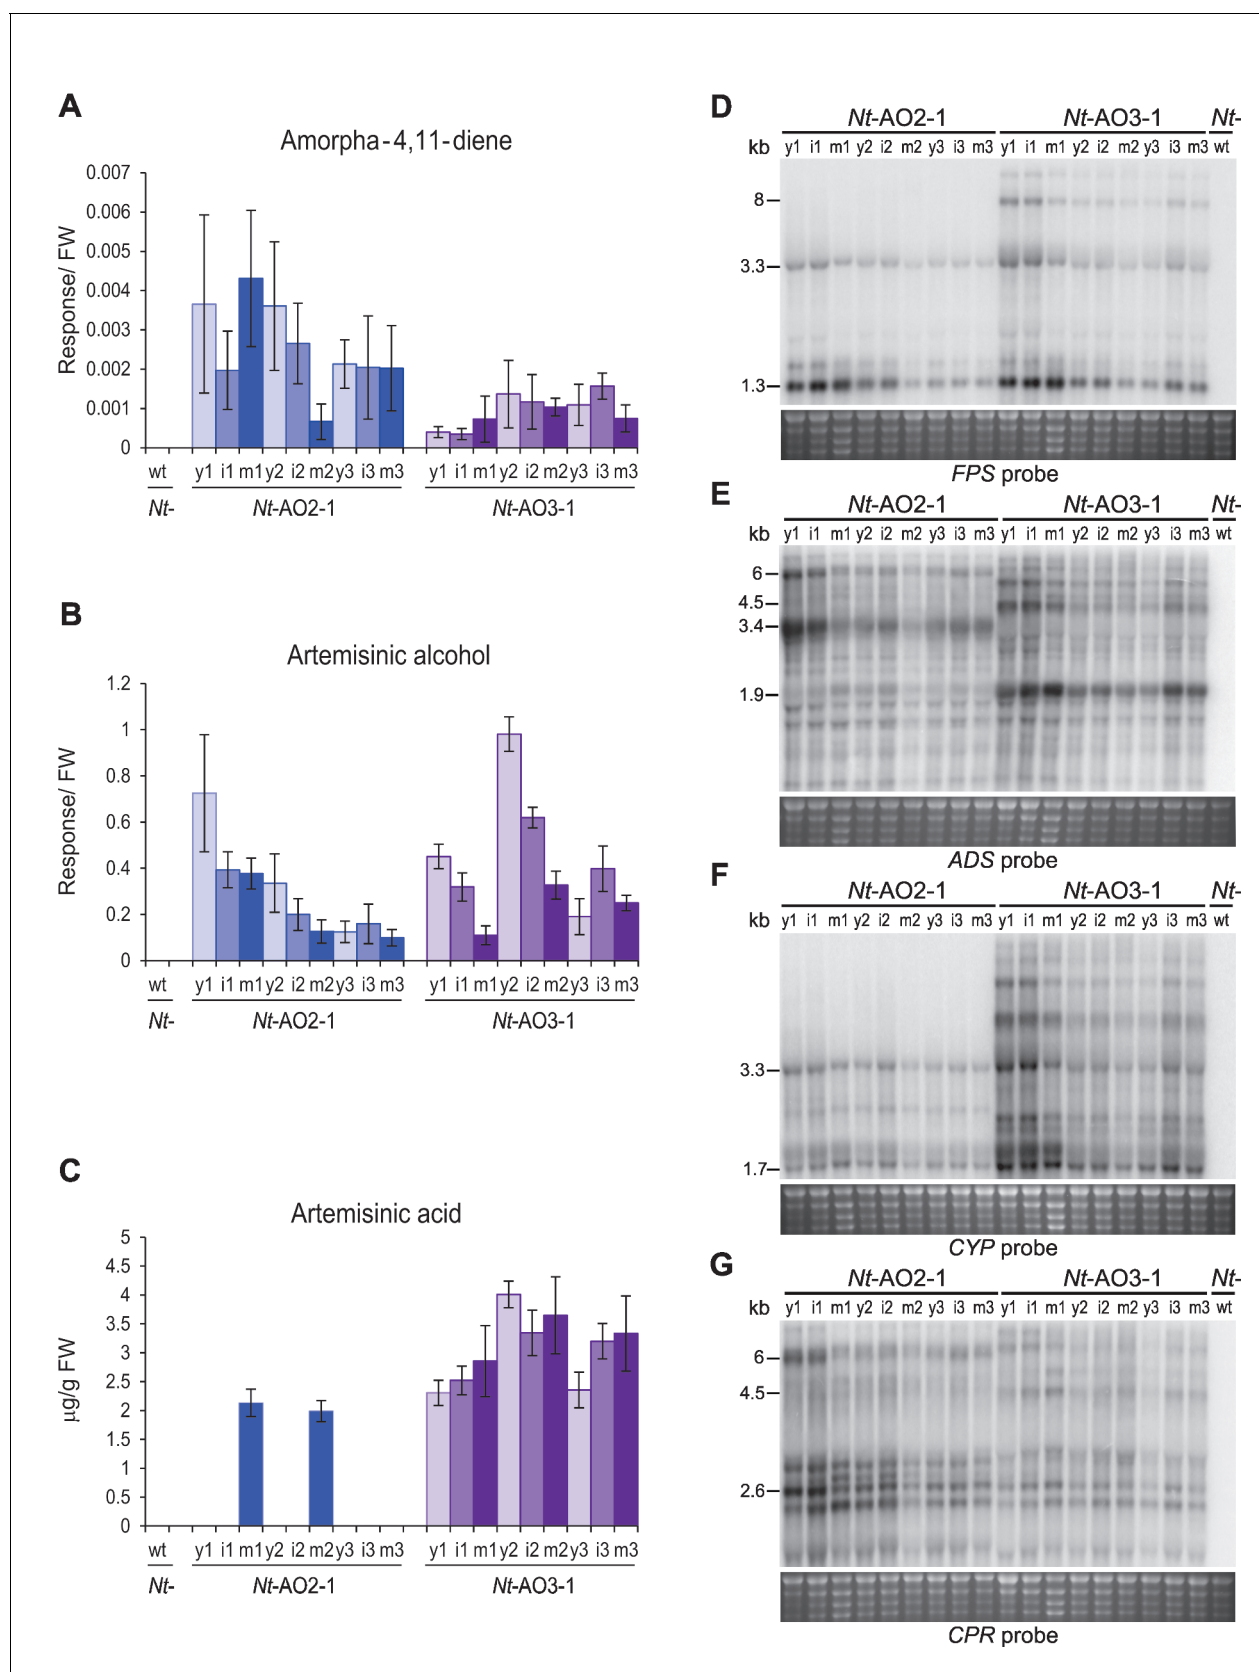 A
Amorpha-4,11-diene
Response/ FW
0.007
0.006
0.005
0.004
0.003
0.002
0.001
0
wt y1 i1 m1 y2 i2 m2 y3 i3 m3 y1 i1 m1 y2 i2 m2 y3 i3 m3
Nt- Nt-AO2-1 Nt-AO3-1
B
Artemisinic alcohol
Response/ FW
1.2
1
0.8
0.6
0.4
0.2
0
wt y1 i1 m1 y2 i2 m2 y3 i3 m3 y1 i1 m1 y2 i2 m2 y3 i3 m3
Nt- Nt-AO2-1 Nt-AO3-1
C
Artemisinic acid
µg/g FW
5
4.5
4
3.5
3
2.5
2
1.5
1
0.5
0
wt y1 i1 m1 y2 i2 m2 y3 i3 m3 y1 i1 m1 y2 i2 m2 y3 i3 m3
Nt- Nt-AO2-1 Nt-AO3-1
D
Nt-AO2-1 Nt-AO3-1 Nt-
kb y1 i1 m1 y2 i2 m2 y3 i3 m3 y1 i1 m1 y2 i2 m2 y3 i3 m3 wt
8
3.3
1.3
FPS probe
E
Nt-AO2-1 Nt-AO3-1 Nt-
kb y1 i1 m1 y2 i2 m2 y3 i3 m3 y1 i1 m1 y2 i2 m2 y3 i3 m3 wt
6
4.5
3.4
1.9
ADS probe
F
Nt-AO2-1 Nt-AO3-1 Nt-
kb y1 i1 m1 y2 i2 m2 y3 i3 m3 y1 i1 m1 y2 i2 m2 y3 i3 m3 wt
3.3
1.7
CYP probe
G
Nt-AO2-1 Nt-AO3-1 Nt-
kb y1 i1 m1 y2 i2 m2 y3 i3 m3 y1 i1 m1 y2 i2 m2 y3 i3 m3 wt
6
4.5
2.6
CPR probe